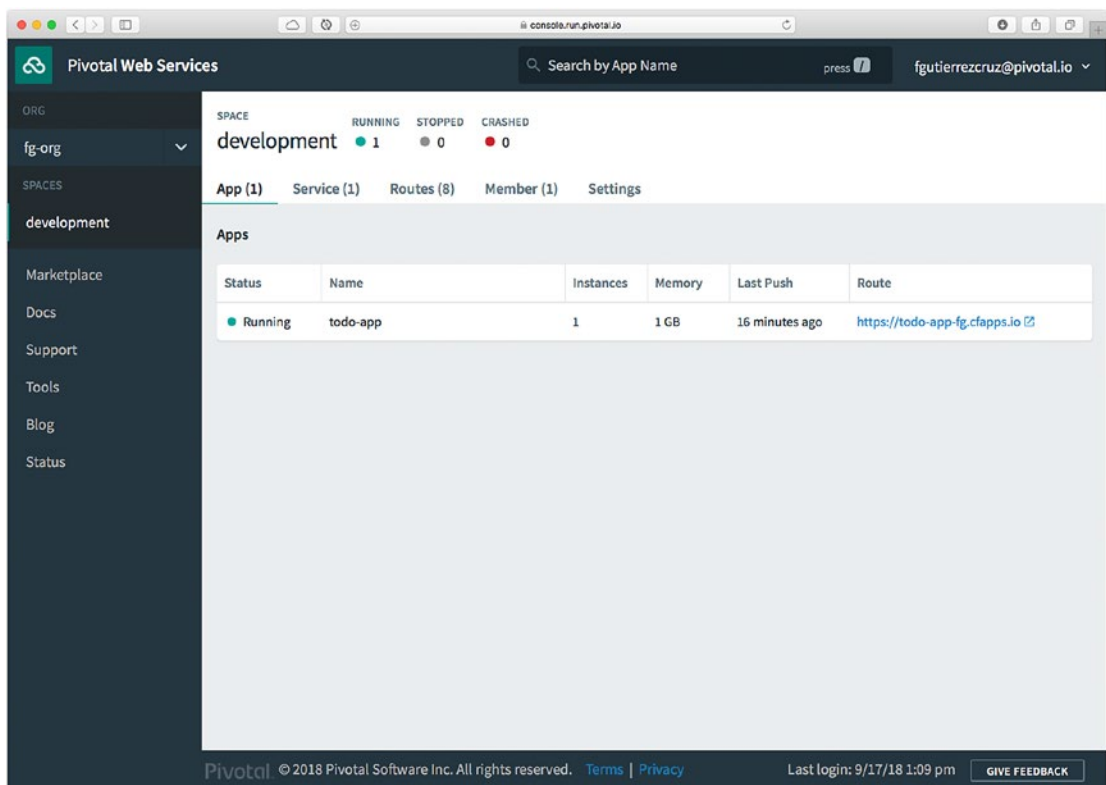 console.run.pivotal.io
Pivotal Web Services
Search by App Name
press /
fgutierrezcruz@pivotal.io
ORG
fg-org
SPACES
development
Marketplace
Docs
Support
Tools
Blog
Status
SPACE
development
RUNNING STOPPED CRASHED
1 0 0
App (1) Service (1) Routes (8) Member (1) Settings
Apps
Status Name Instances Memory Last Push Route
Running todo-app 1 1 GB 16 minutes ago https://todo-app-fg.cfapps.io
Pivotal © 2018 Pivotal Software Inc. All rights reserved. Terms | Privacy Last login: 9/17/18 1:09 pm GIVE FEEDBACK